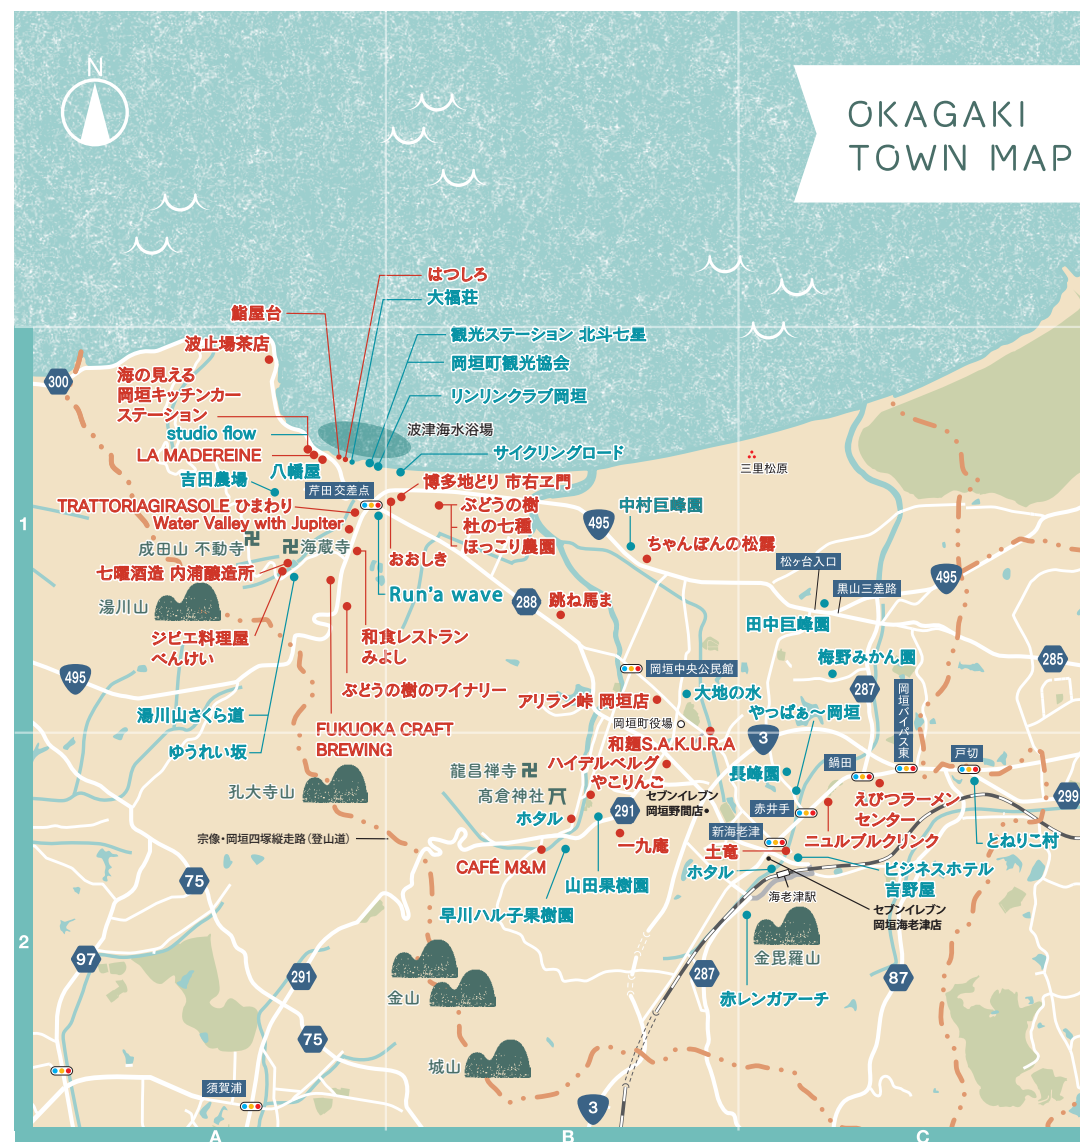 N
OKAGAKI
TOWN MAP
はつしろ
大福荘
鮨屋台
観光ステーション 北斗七星
波止場茶店
岡垣町観光協会
300
海の見える
岡垣キッチンカー
ステーション
リンリンクラブ岡垣
studio flow
波津海水浴場
LA MADEREINE
サイクリングロード
八幡屋
三里松原
吉田農場
芹田交差点
博多地どり 市右ヱ門
TRATTORIAGIRASOLE ひまわり
ぶどうの樹
杜の七種
ほっこり農園
中村巨峰園
1
Water Valley with Jupiter
495
成田山 不動寺
海蔵寺
ちゃんぽんの松露
おおしき
松ヶ台入口
七曜酒造 内浦醸造所
495
黒山三差路
湯川山
Run'a wave
288
跳ね馬ま
田中巨峰園
ジビエ料理屋
べんけい
和食レストラン
みよし
梅野みかん園
285
495
岡垣中央公民館
287
岡垣バイパス東
ぶどうの樹のワイナリー
アリラン峠 岡垣店
大地の水
湯川山さくら道
やっぱぁ〜岡垣
FUKUOKA CRAFT
BREWING
岡垣町役場
和麺S.A.K.U.R.A
3
ゆうれい坂
戸切
ハイデルベルグ
鍋田
龍昌禅寺
長峰園
やこりんご
孔大寺山
髙倉神社
セブンイレブン
岡垣野間店
えびつラーメン
センター
299
291
赤井手
ホタル
新海老津
宗像・岡垣四塚縦走路(登山道)
一九庵
ニュルブルクリンク
とねりこ村
土竜
CAFÉ M&M
ホタル
ビジネスホテル
吉野屋
75
山田果樹園
海老津駅
早川ハル子果樹園
セブンイレブン
岡垣海老津店
2
97
金毘羅山
291
287
87
金山
赤レンガアーチ
75
城山
須賀浦
3
A
B
C